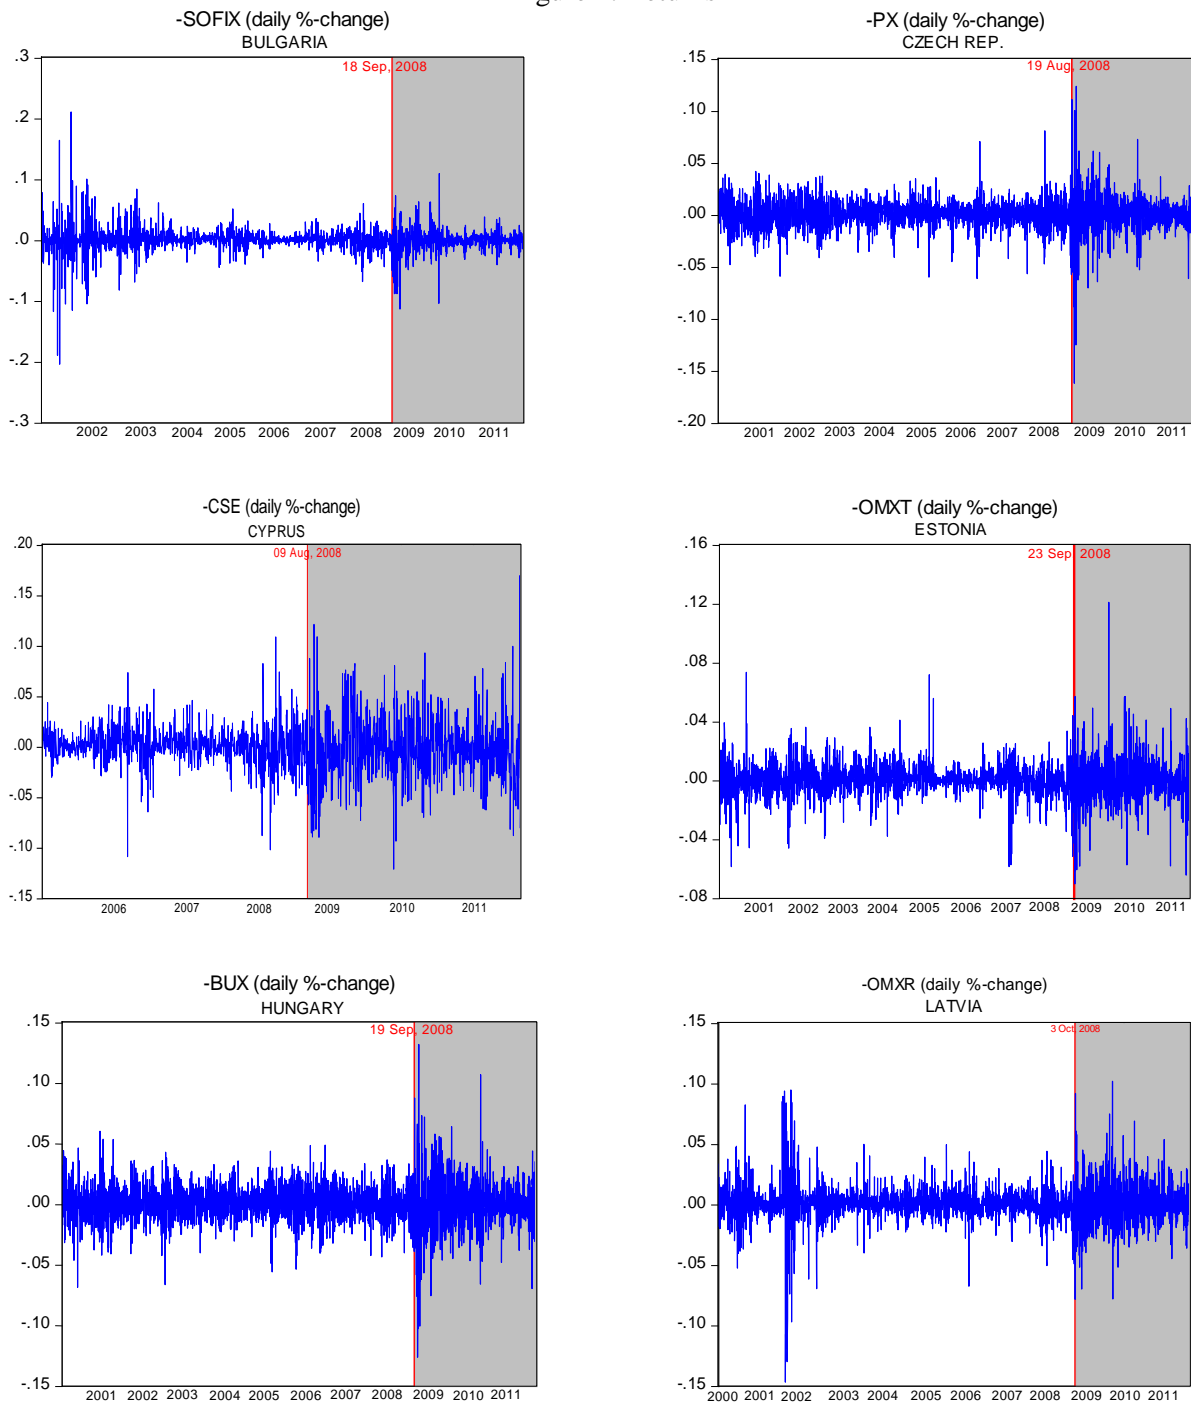 -SOFIX (daily %-change)
BULGARIA
18 Sep, 2008
.3
.2
.1
.0
-.1
-.2
-.3
2002 2003 2004 2005 2006 2007 2008 2009 2010 2011
-PX (daily %-change)
CZECH REP.
19 Aug, 2008
.15
.10
.05
.00
-.05
-.10
-.15
-.20
2001 2002 2003 2004 2005 2006 2007 2008 2009 2010 2011
-CSE (daily %-change)
CYPRUS
09 Aug, 2008
.20
.15
.10
.05
.00
-.05
-.10
-.15
2006 2007 2008 2009 2010 2011
-OMXT (daily %-change)
ESTONIA
23 Sep, 2008
.16
.12
.08
.04
.00
-.04
-.08
2001 2002 2003 2004 2005 2006 2007 2008 2009 2010 2011
-BUX (daily %-change)
HUNGARY
19 Sep, 2008
.15
.10
.05
.00
-.05
-.10
-.15
2001 2002 2003 2004 2005 2006 2007 2008 2009 2010 2011
-OMXR (daily %-change)
LATVIA
3 Oct, 2008
.15
.10
.05
.00
-.05
-.10
-.15
2000 2001 2002 2003 2004 2005 2006 2007 2008 2009 2010 2011